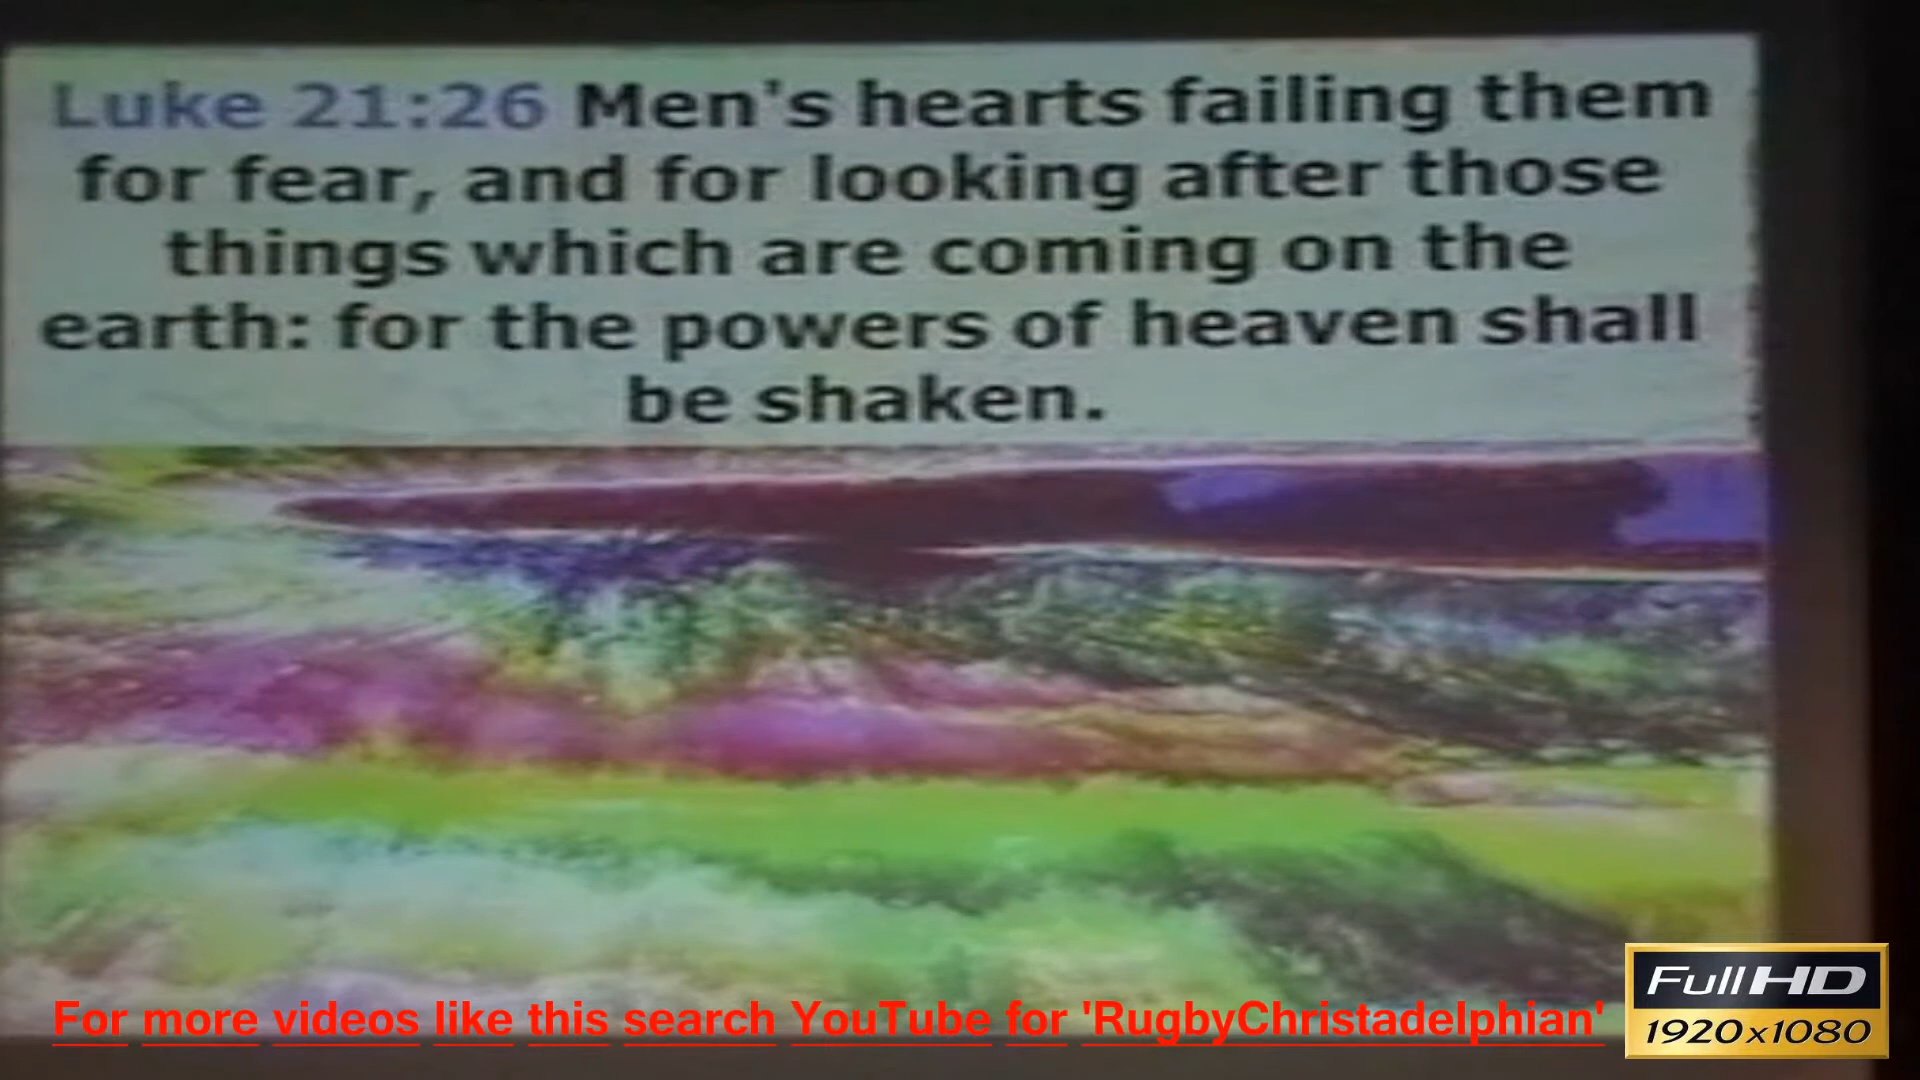 Luke 21:26 Men's hearts failing them
for fear, and for looking after those
things which are coming on the
earth: for the powers of heaven shall
be shaken.
For more videos like this search YouTube for 'RugbyChristadelphian'
Full HD
1920x1080